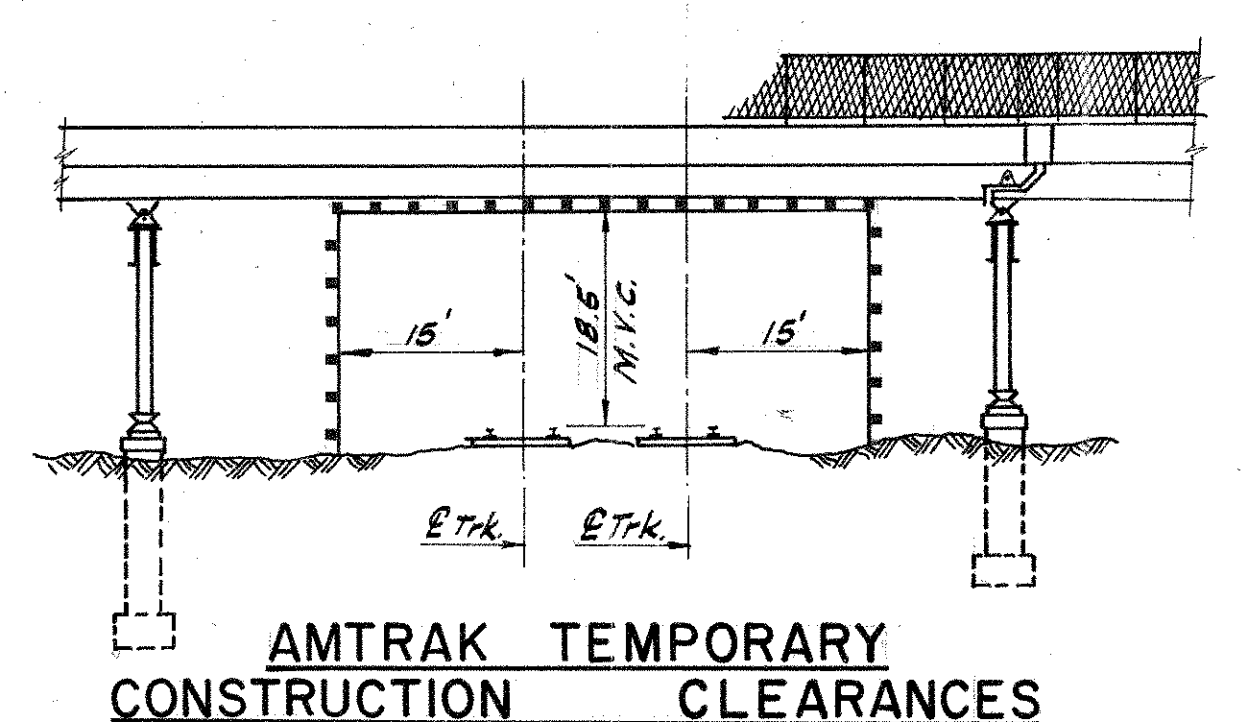 15'
18.5'
M.V.C.
15'
℄ Trk.
℄ Trk.
AMTRAK TEMPORARY
CONSTRUCTION CLEARANCES